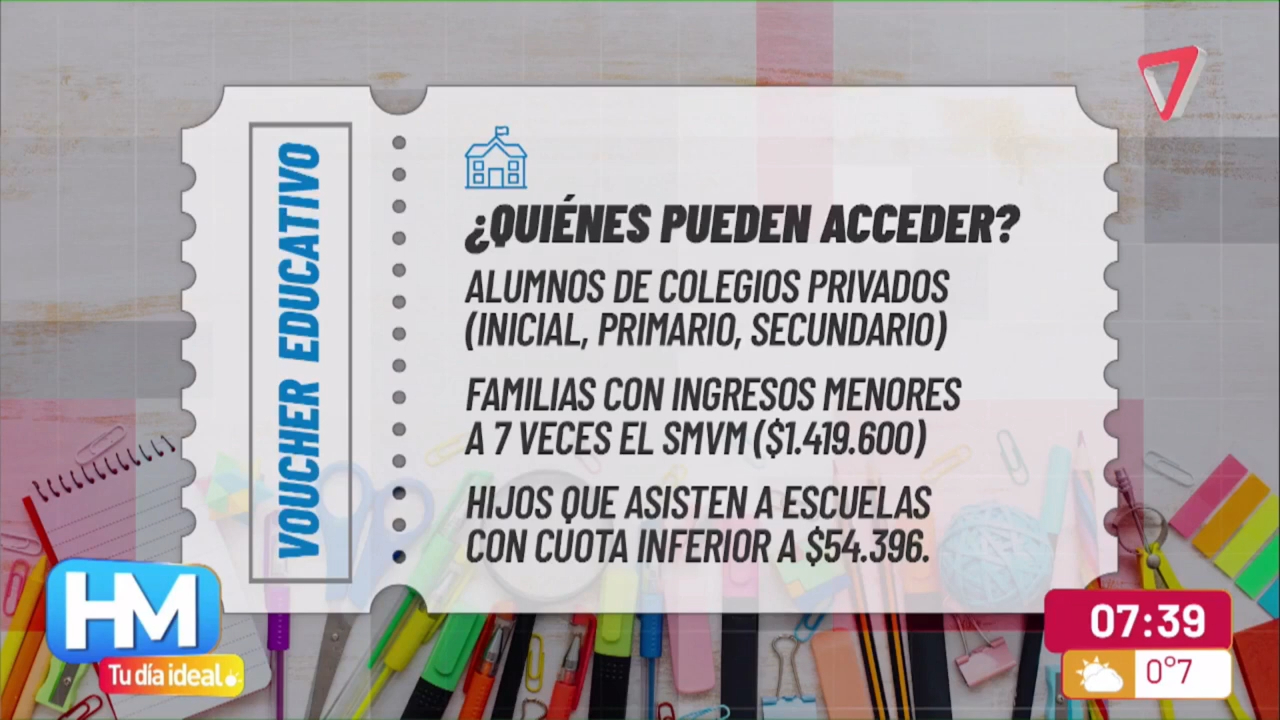 VOUCHER EDUCATIVO
¿QUIÉNES PUEDEN ACCEDER?
ALUMNOS DE COLEGIOS PRIVADOS
(INICIAL, PRIMARIO, SECUNDARIO)
FAMILIAS CON INGRESOS MENORES
A 7 VECES EL SMVM ($1.419.600)
HIJOS QUE ASISTEN A ESCUELAS
CON CUOTA INFERIOR A $54.396.
7
HM
Tu día ideal
07:39
0°7